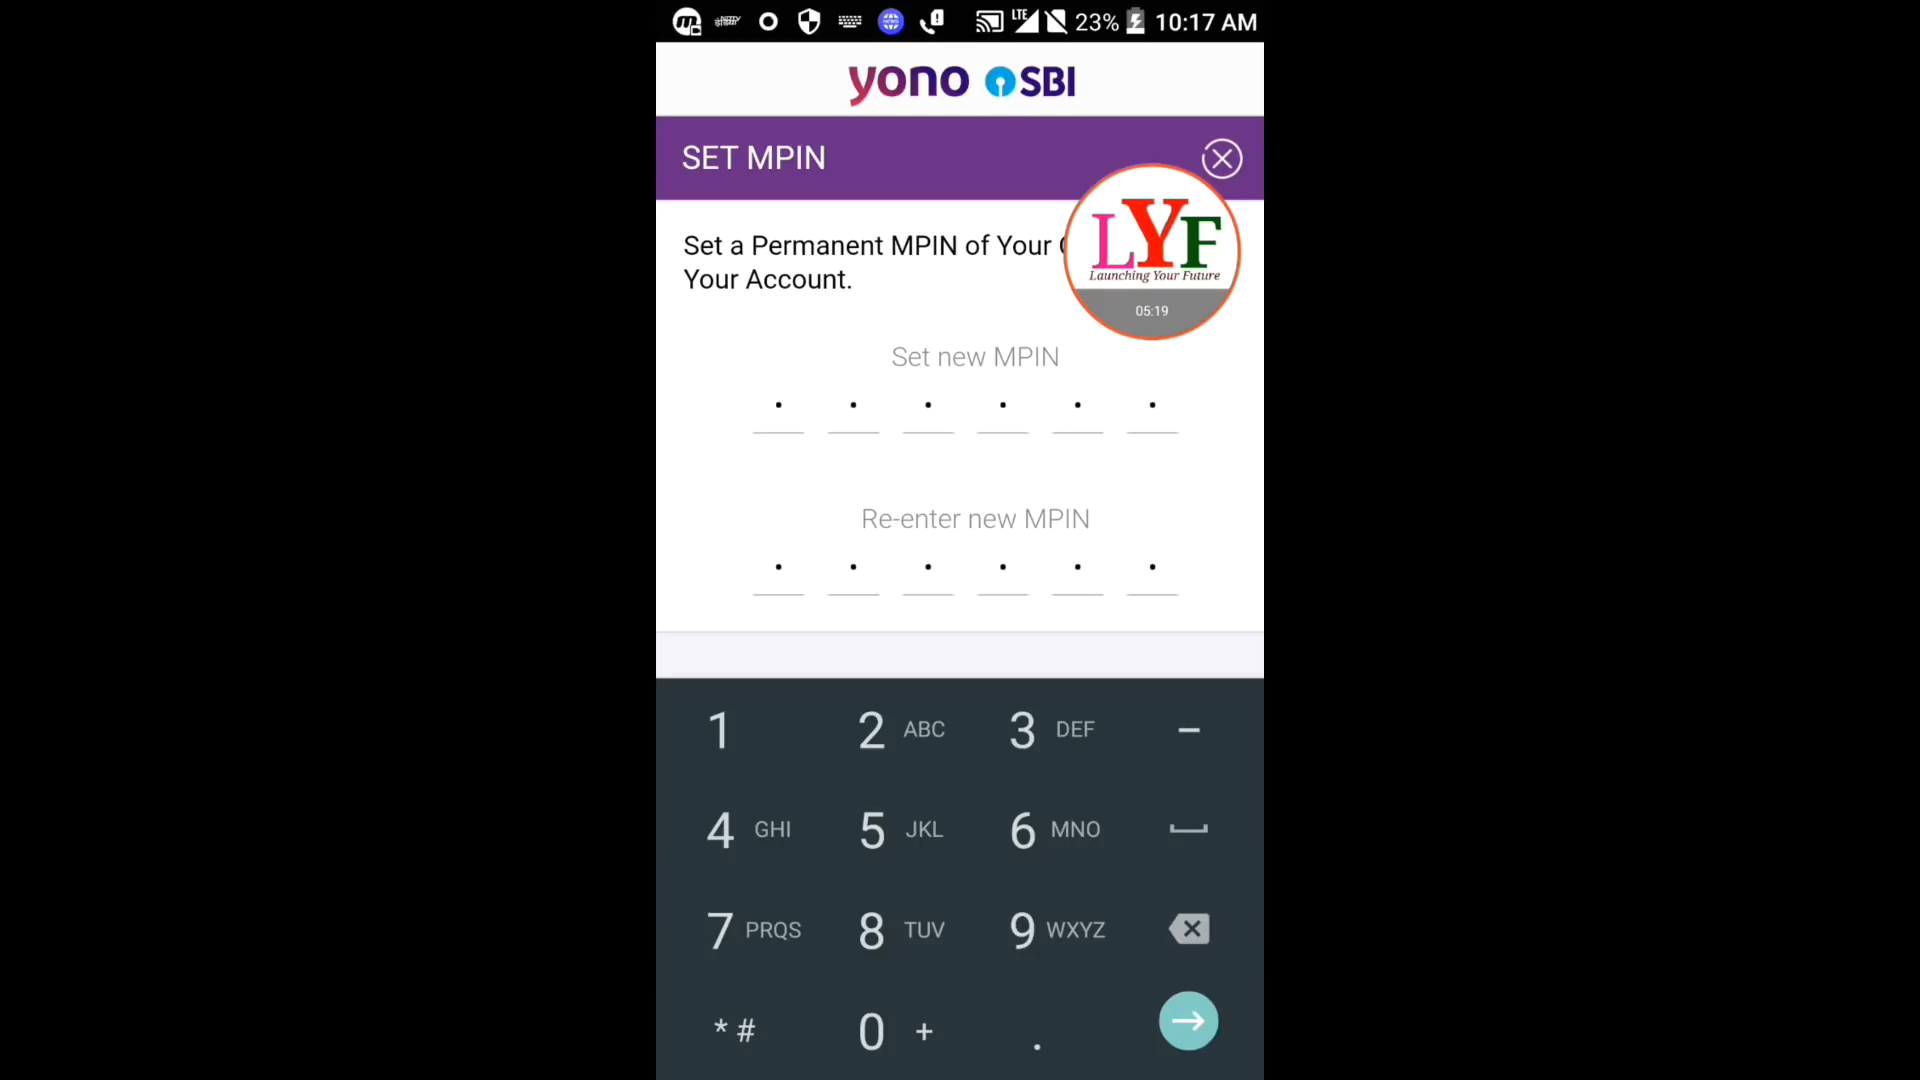 LTE 23% 10:17 AM
yono SBI
SET MPIN
Set a Permanent MPIN of Your
Your Account.
LYF
Launching Your Future
05:19
Set new MPIN
Re-enter new MPIN
1 2 ABC 3 DEF –
4 GHI 5 JKL 6 MNO
7 PRQS 8 TUV 9 WXYZ
* # 0 + .